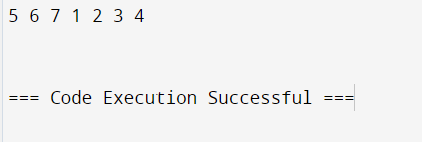 5 6 7 1 2 3 4
=== Code Execution Successful ===